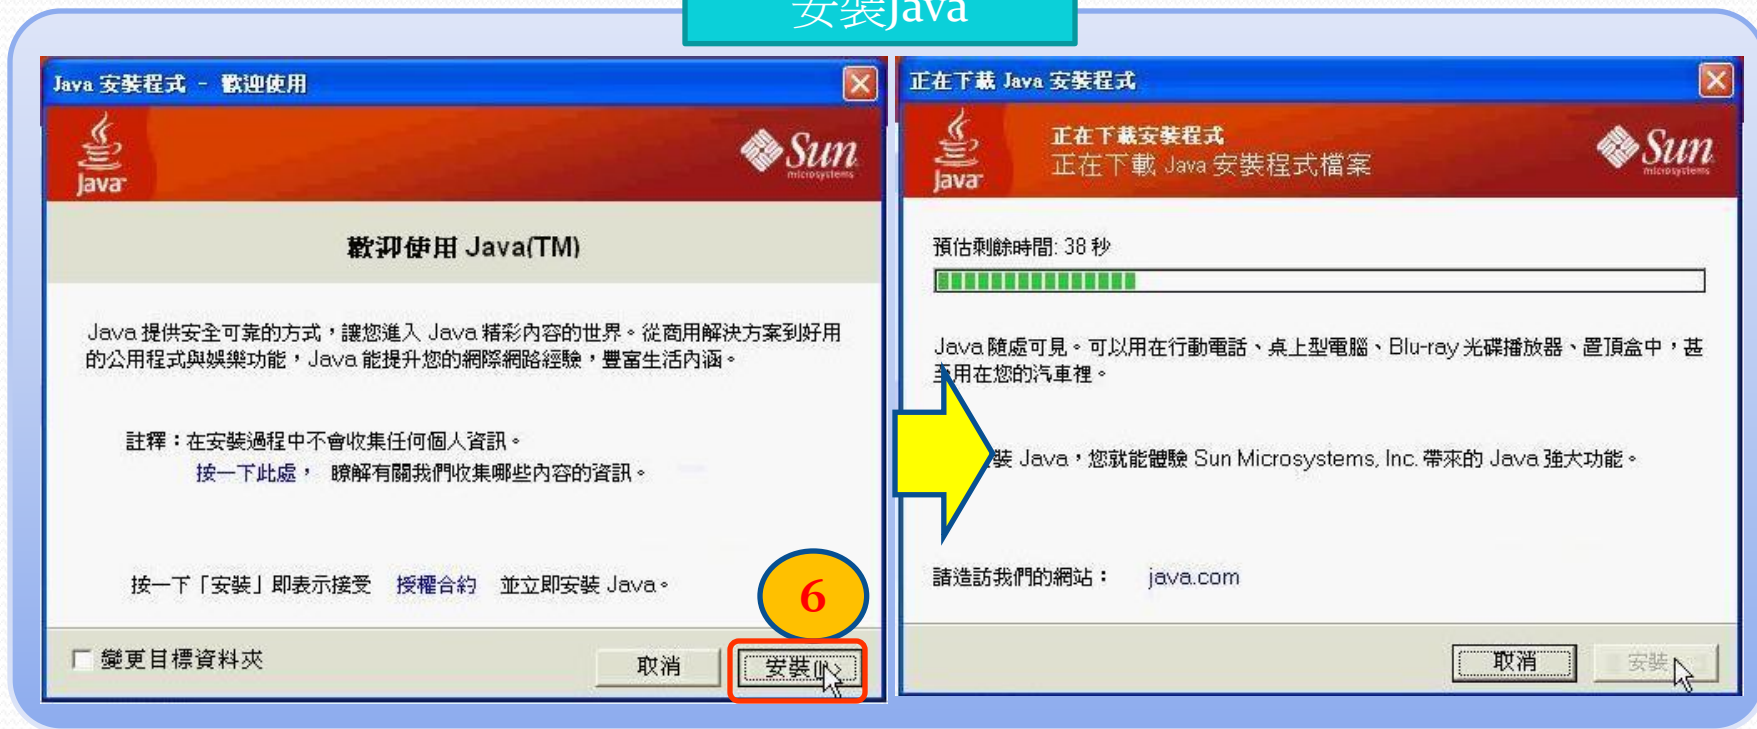 安裝Java
Java 安裝程式 - 歡迎使用
Java
Sun
microsystems
歡迎使用 Java(TM)
Java 提供安全可靠的方式，讓您進入 Java 精彩內容的世界。從商用解決方案到好用
的公用程式與娛樂功能，Java 能提升您的網際網路經驗，豐富生活內涵。
註釋：在安裝過程中不會收集任何個人資訊。
按一下此處， 瞭解有關我們收集哪些內容的資訊。
按一下「安裝」即表示接受 授權合約 並立即安裝 Java。
6
變更目標資料夾
取消
安裝(I)>
正在下載 Java 安裝程式
Java
正在下載安裝程式
正在下載 Java 安裝程式檔案
Sun
microsystems
預估剩餘時間: 38 秒
Java 隨處可見。可以用在行動電話、桌上型電腦、Blu-ray 光碟播放器、置頂盒中，甚
至用在您的汽車裡。
裝 Java，您就能體驗 Sun Microsystems, Inc. 帶來的 Java 強大功能。
請造訪我們的網站： java.com
取消
安裝